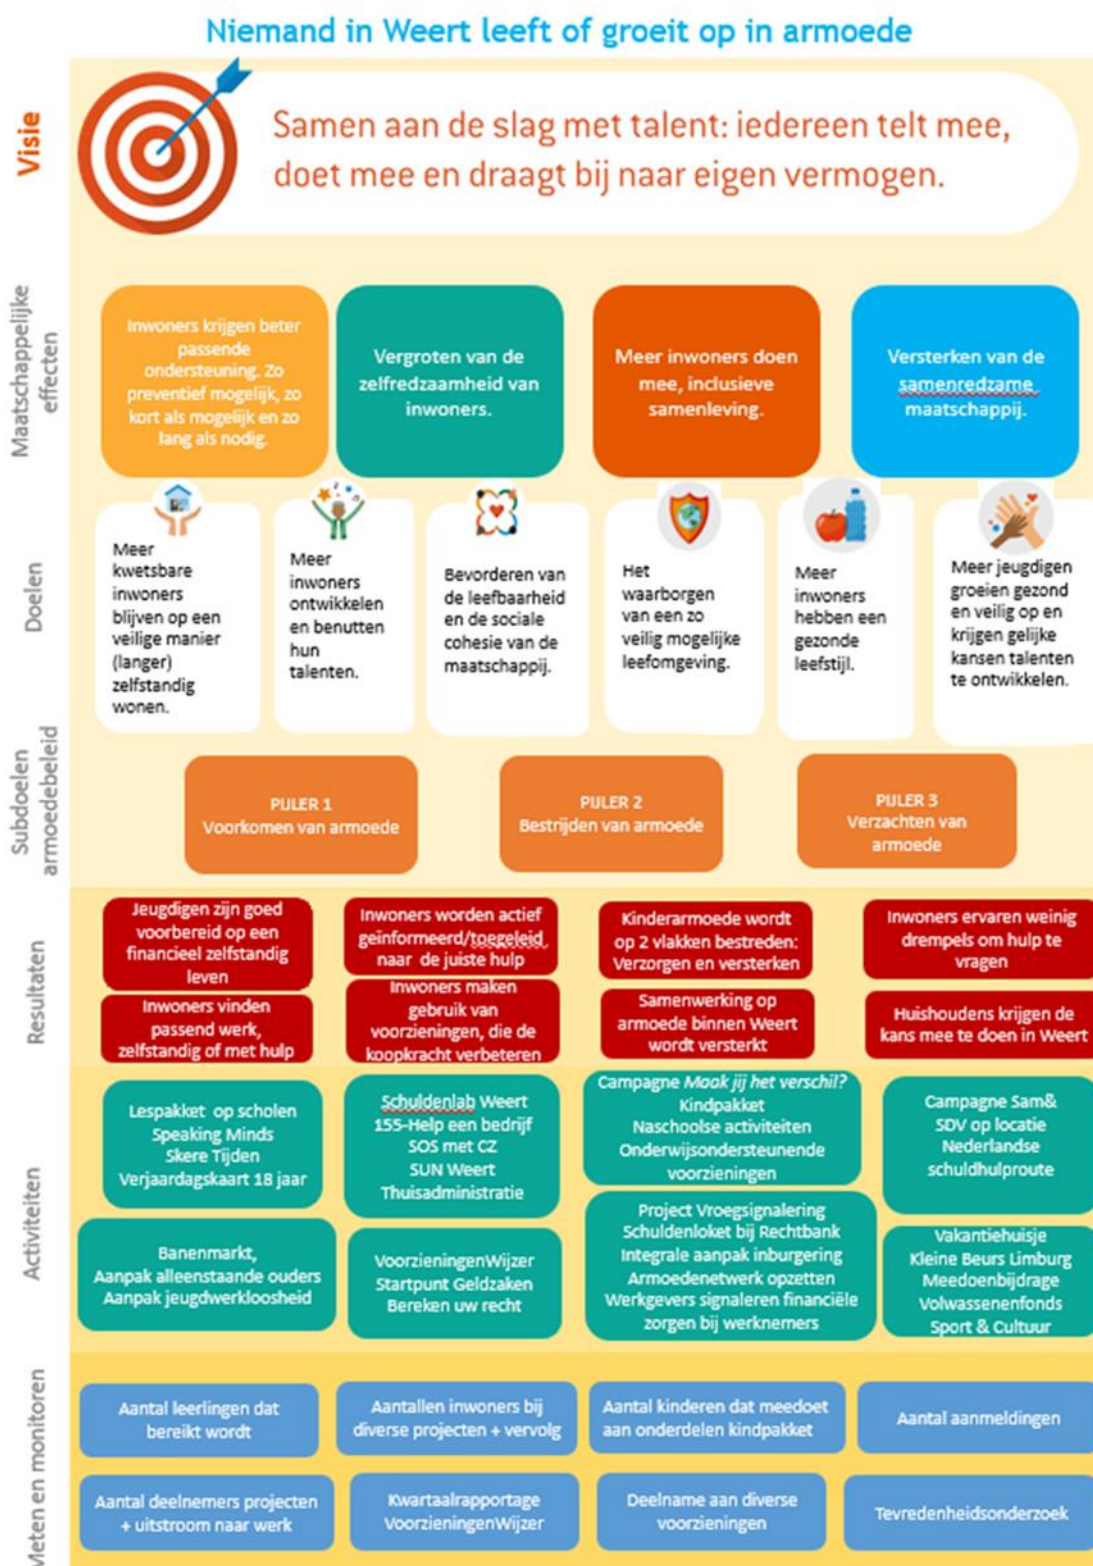 Niemand in Weert leeft of groeit op in armoede
Visie
Samen aan de slag met talent: iedereen telt mee,
doet mee en draagt bij naar eigen vermogen.
Maatschappelijke
effecten
Inwoners krijgen beter
passende
ondersteuning. Zo
preventief mogelijk, zo
kort als mogelijk en zo
lang als nodig.
Vergroten van de
zelfredzaamheid van
inwoners.
Meer inwoners doen
mee, inclusieve
samenleving.
Versterken van de
samenredzame
maatschappij.
Doelen
Meer
kwetsbare
inwoners
blijven op een
veilige manier
(langer)
zelfstandig
wonen.
Meer
inwoners
ontwikkelen
en benutten
hun
talenten.
Bevorderen van
de leefbaarheid
en de sociale
cohesie van de
maatschappij.
Het
waarborgen
van een zo
veilig mogelijke
leefomgeving.
Meer
inwoners
hebben een
gezonde
leefstijl.
Meer jeugdigen
groeien gezond
en veilig op en
krijgen gelijke
kansen talenten
te ontwikkelen.
Subdoelen
armoedebeleid
PIJLER 1
Voorkomen van armoede
PIJLER 2
Bestrijden van armoede
PIJLER 3
Verzachten van
armoede
Resultaten
Jeugdigen zijn goed
voorbereid op een
financieel zelfstandig
leven
Inwoners worden actief
geïnformeerd/toegeleid
naar de juiste hulp
Kinderarmoede wordt
op 2 vlakken bestreden:
Verzorgen en versterken
Inwoners ervaren weinig
drempels om hulp te
vragen
Inwoners vinden
passend werk,
zelfstandig of met hulp
Inwoners maken
gebruik van
voorzieningen, die de
koopkracht verbeteren
Samenwerking op
armoede binnen Weert
wordt versterkt
Huishoudens krijgen de
kans mee te doen in Weert
Activiteiten
Lespakket op scholen
Speaking Minds
Skere Tijden
Verjaardagskaart 18 jaar
Schuldenlab Weert
155-Help een bedrijf
SOS met CZ
SUN Weert
Thuisadministratie
Campagne Maak jij het verschil?
Kindpakket
Naschoolse activiteiten
Onderwijsondersteunende
voorzieningen
Campagne Sam&
SDV op locatie
Nederlandse
schuldhulproute
Banenmarkt,
Aanpak alleenstaande ouders
Aanpak jeugdwerkloosheid
VoorzieningenWijzer
Startpunt Geldzaken
Bereken uw recht
Project Vroegsignalering
Schuldenloket bij Rechtbank
Integrale aanpak inburgering
Armoedenetwerk opzetten
Werkgevers signaleren financiële
zorgen bij werknemers
Vakantiehuisje
Kleine Beurs Limburg
Meedoenbijdrage
Volwassenenfonds
Sport & Cultuur
Meten en monitoren
Aantal leerlingen dat
bereikt wordt
Aantallen inwoners bij
diverse projecten + vervolg
Aantal kinderen dat meedoet
aan onderdelen kindpakket
Aantal aanmeldingen
Aantal deelnemers projecten
+ uitstroom naar werk
Kwartaalrapportage
VoorzieningenWijzer
Deelname aan diverse
voorzieningen
Tevredenheidsonderzoek